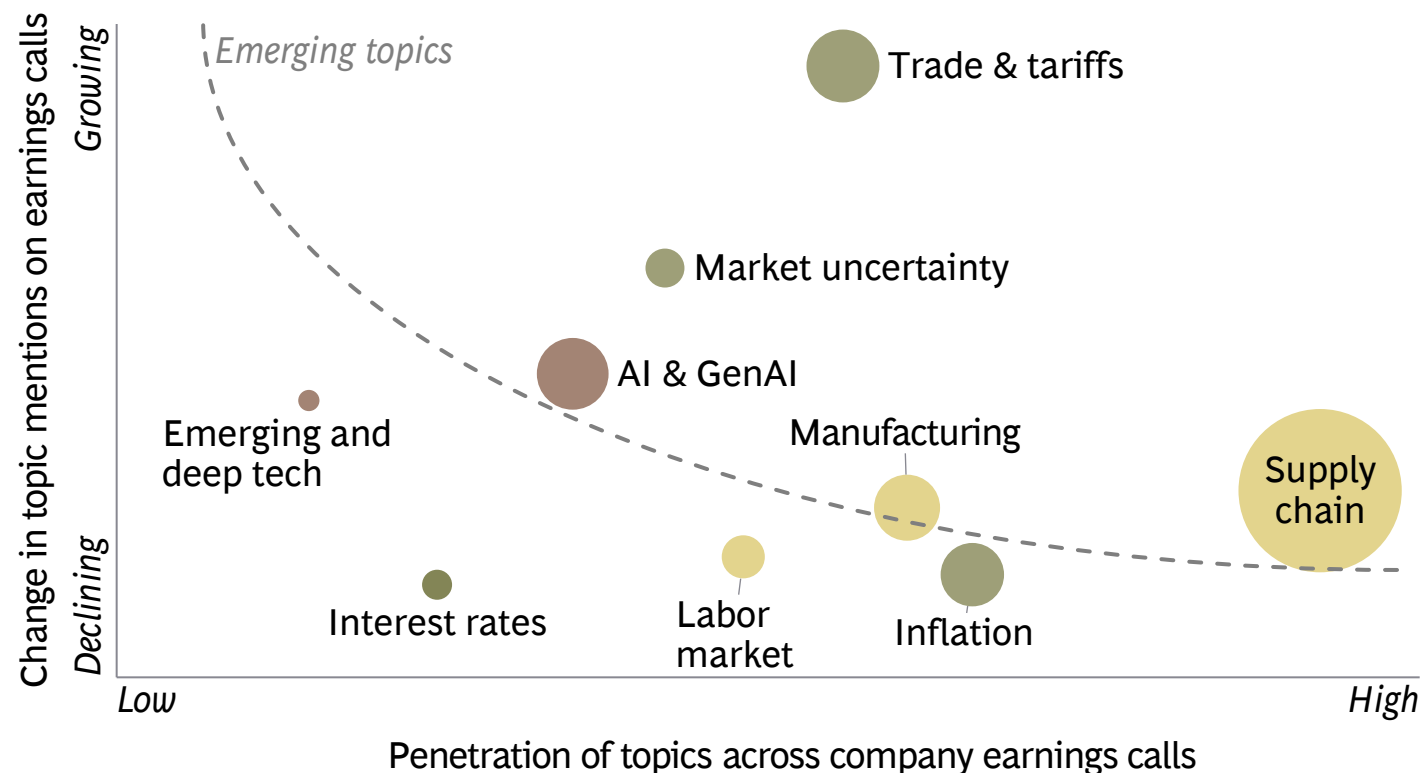 Change in topic mentions on earnings calls
Growing
Declining
Emerging topics
Trade & tariffs
Market uncertainty
AI & GenAI
Emerging and
deep tech
Manufacturing
Supply
chain
Interest rates
Labor
market
Inflation
Low
High
Penetration of topics across company earnings calls